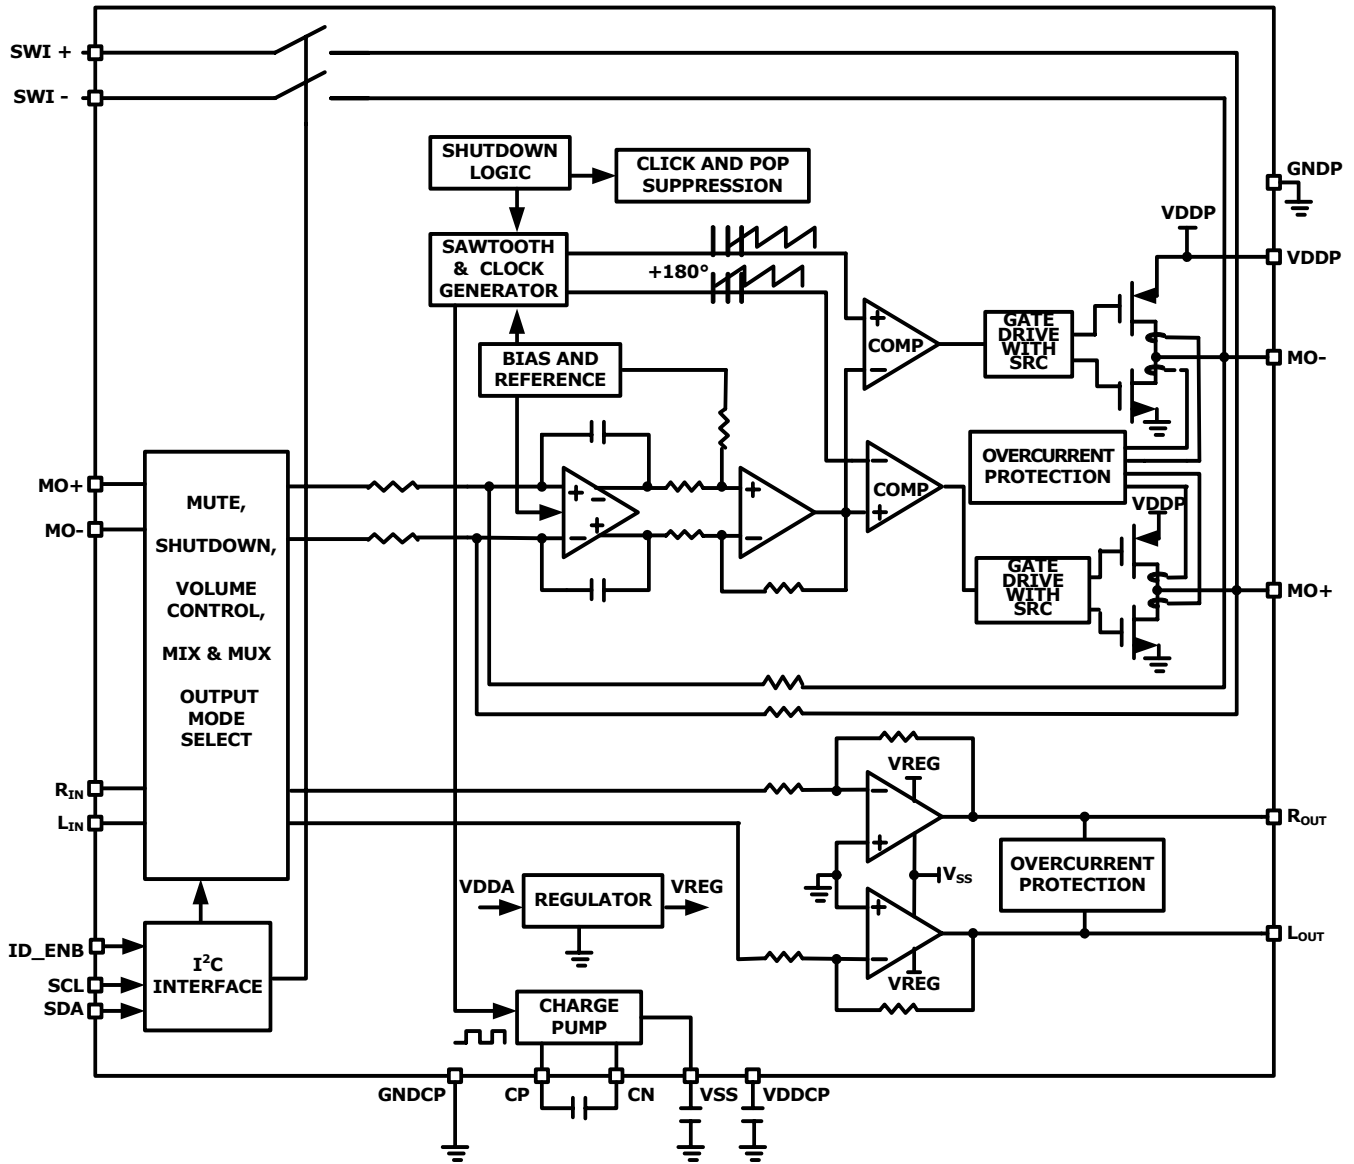 SWI +
SWI -
SHUTDOWN
LOGIC
CLICK AND POP
SUPPRESSION
GNDP
VDDP
VDDP
SAWTOOTH
& CLOCK
GENERATOR
+180°
+
COMP
−
GATE
DRIVE
WITH
SRC
MO-
BIAS AND
REFERENCE
−
COMP
+
OVERCURRENT
PROTECTION
VDDP
MO+
MO-
+
−
+
−
+
−
GATE
DRIVE
WITH
SRC
MO+
MUTE,
SHUTDOWN,
VOLUME
CONTROL,
MIX & MUX
OUTPUT
MODE
SELECT
RIN
LIN
VREG
−
+
ROUT
VSS
OVERCURRENT
PROTECTION
VDDA
REGULATOR
VREG
+
−
VREG
LOUT
ID_ENB
SCL
SDA
I²C
INTERFACE
CHARGE
PUMP
GNDCP
CP
CN
VSS
VDDCP